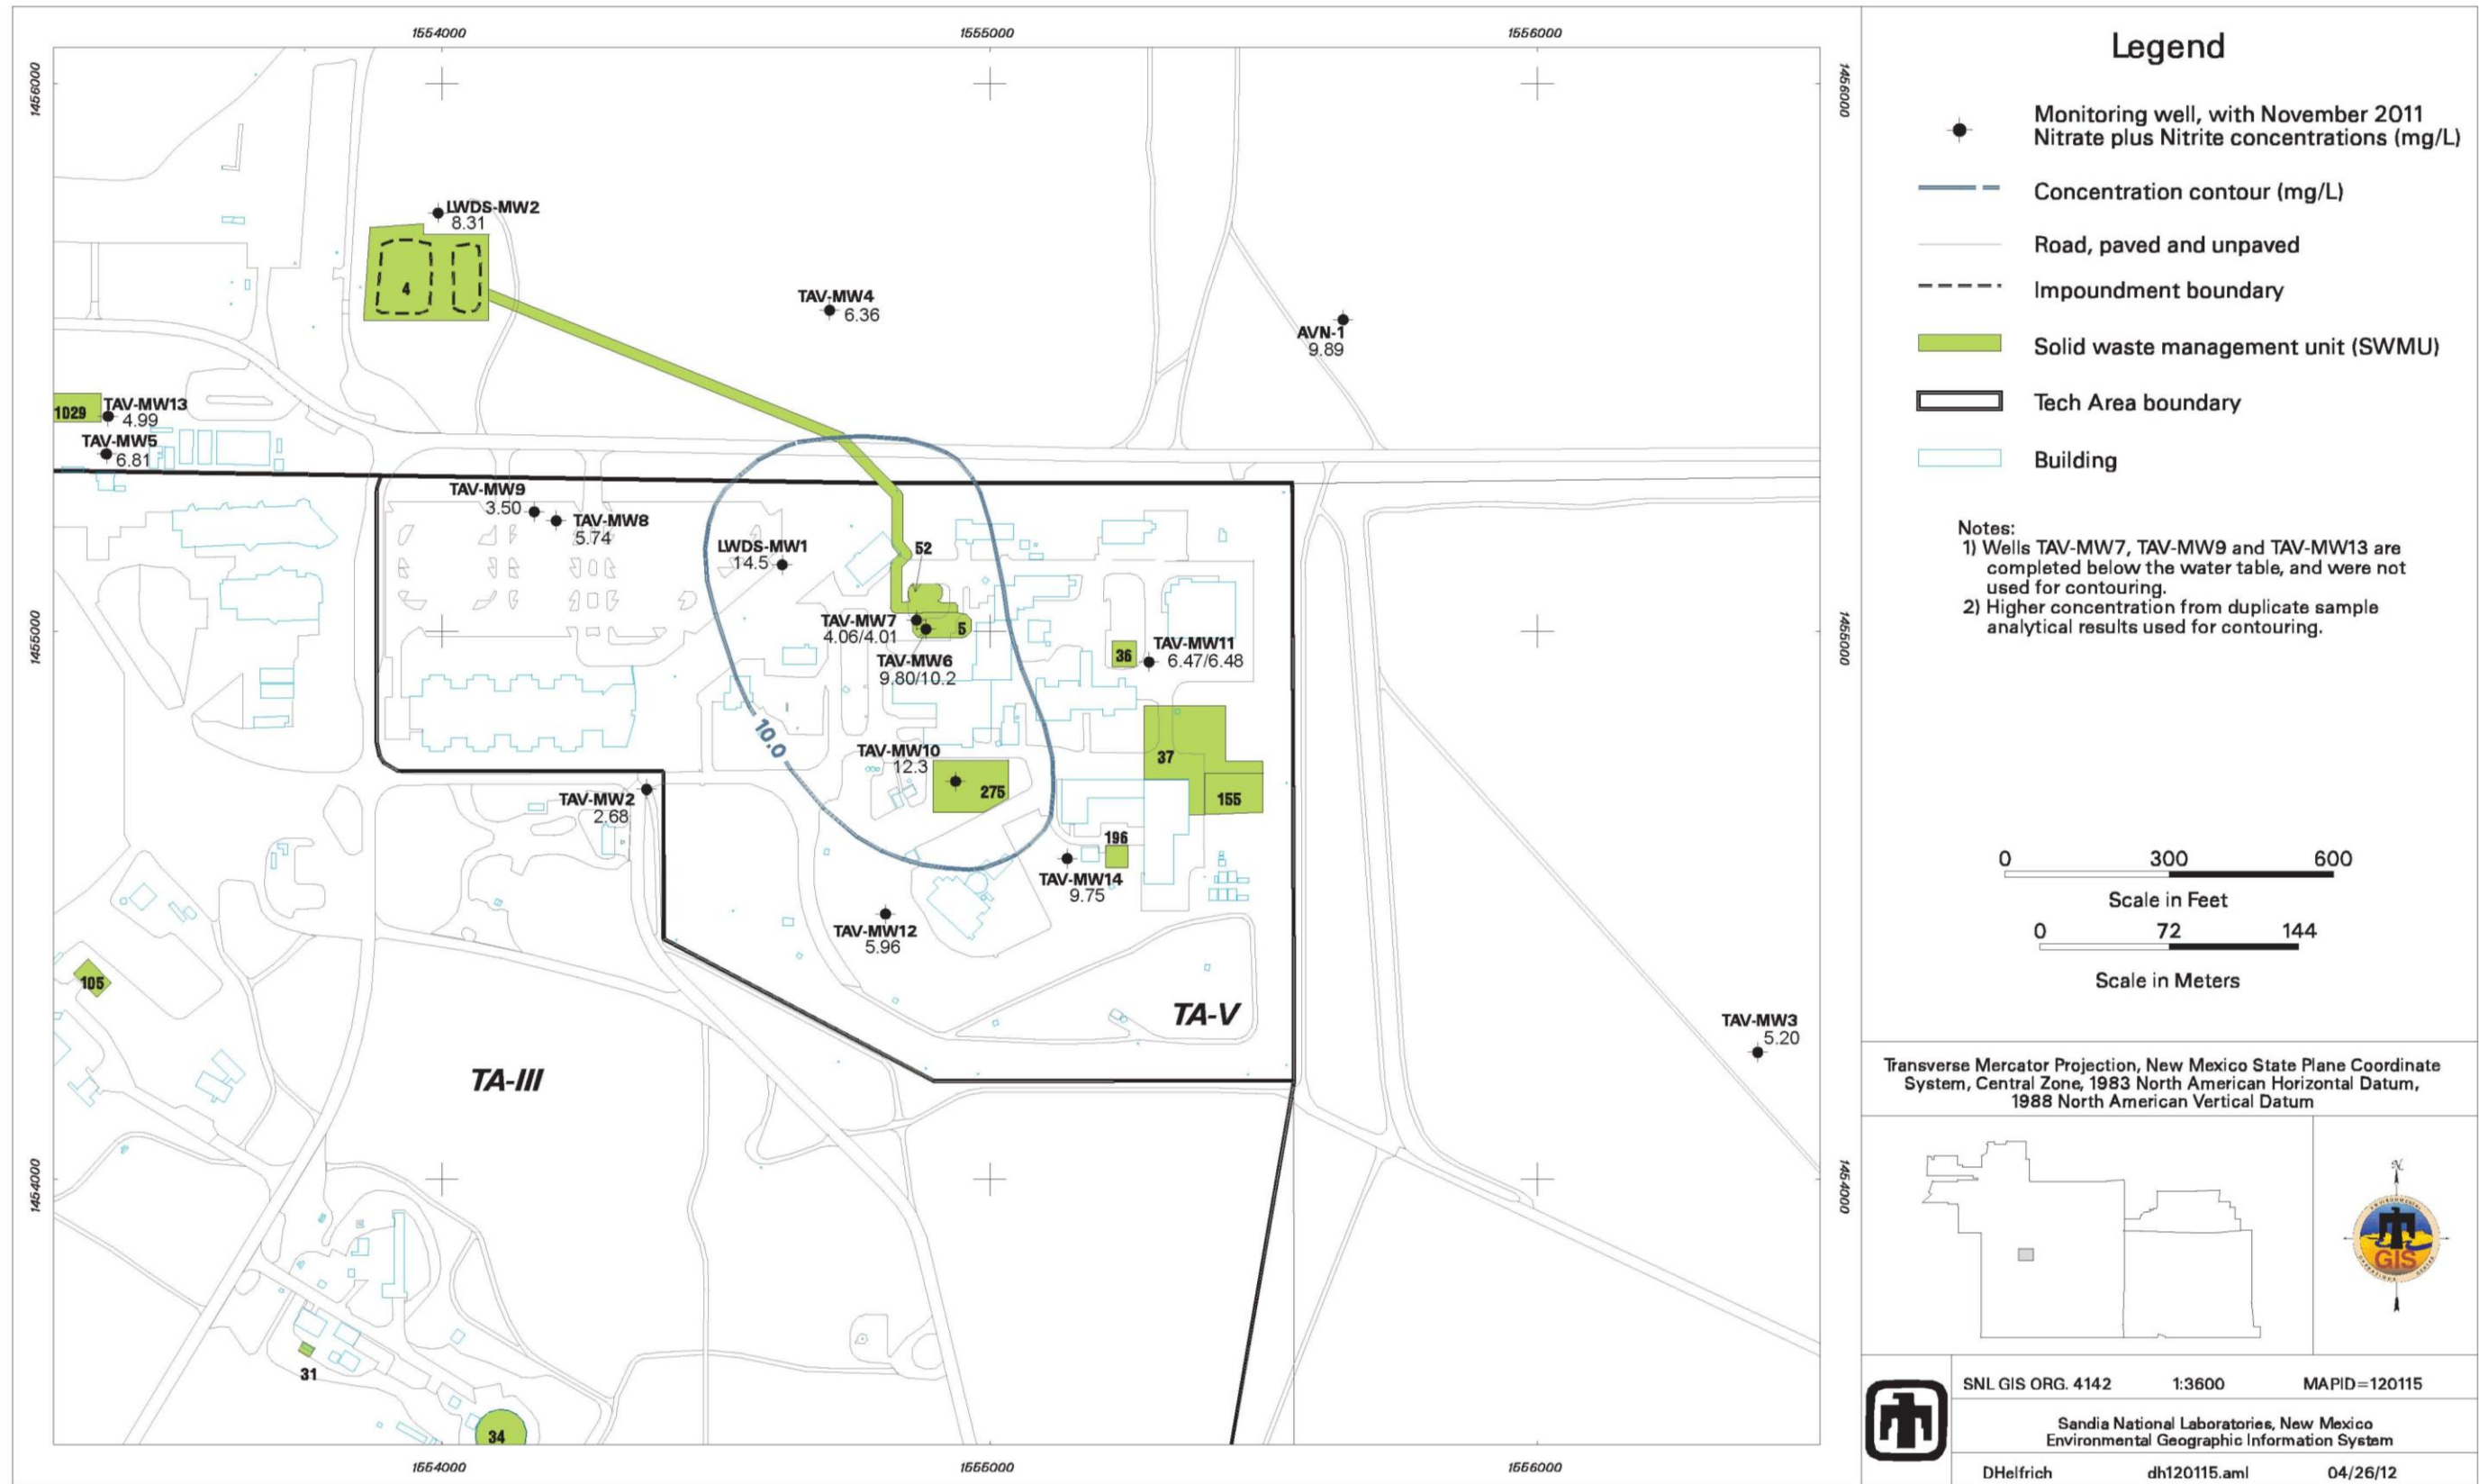 1554000
1555000
1556000
1456000
1456000
LWDS-MW2
8.31
4
TAV-MW4
6.36
AVN-1
9.89
1029
TAV-MW13
4.99
TAV-MW5
6.81
TAV-MW9
3.50
TAV-MW8
5.74
LWDS-MW1
14.5
52
TAV-MW7
4.06/4.01
5
1455000
1455000
TAV-MW6
9.80/10.2
36
TAV-MW11
6.47/6.48
10.0
TAV-MW10
12.3
275
37
155
TAV-MW2
2.68
196
TAV-MW14
9.75
TAV-MW12
5.96
105
TA-V
TAV-MW3
5.20
TA-III
1454000
1454000
31
34
1554000
1555000
1556000
Legend
Monitoring well, with November 2011
Nitrate plus Nitrite concentrations (mg/L)
Concentration contour (mg/L)
Road, paved and unpaved
Impoundment boundary
Solid waste management unit (SWMU)
Tech Area boundary
Building
Notes:
1) Wells TAV-MW7, TAV-MW9 and TAV-MW13 are
completed below the water table, and were not
used for contouring.
2) Higher concentration from duplicate sample
analytical results used for contouring.
0 300 600
Scale in Feet
0 72 144
Scale in Meters
Transverse Mercator Projection, New Mexico State Plane Coordinate
System, Central Zone, 1983 North American Horizontal Datum,
1988 North American Vertical Datum
N
GIS
SNL GIS ORG. 4142 1:3600 MAPID=120115
Sandia National Laboratories, New Mexico
Environmental Geographic Information System
DHelfrich dh120115.aml 04/26/12